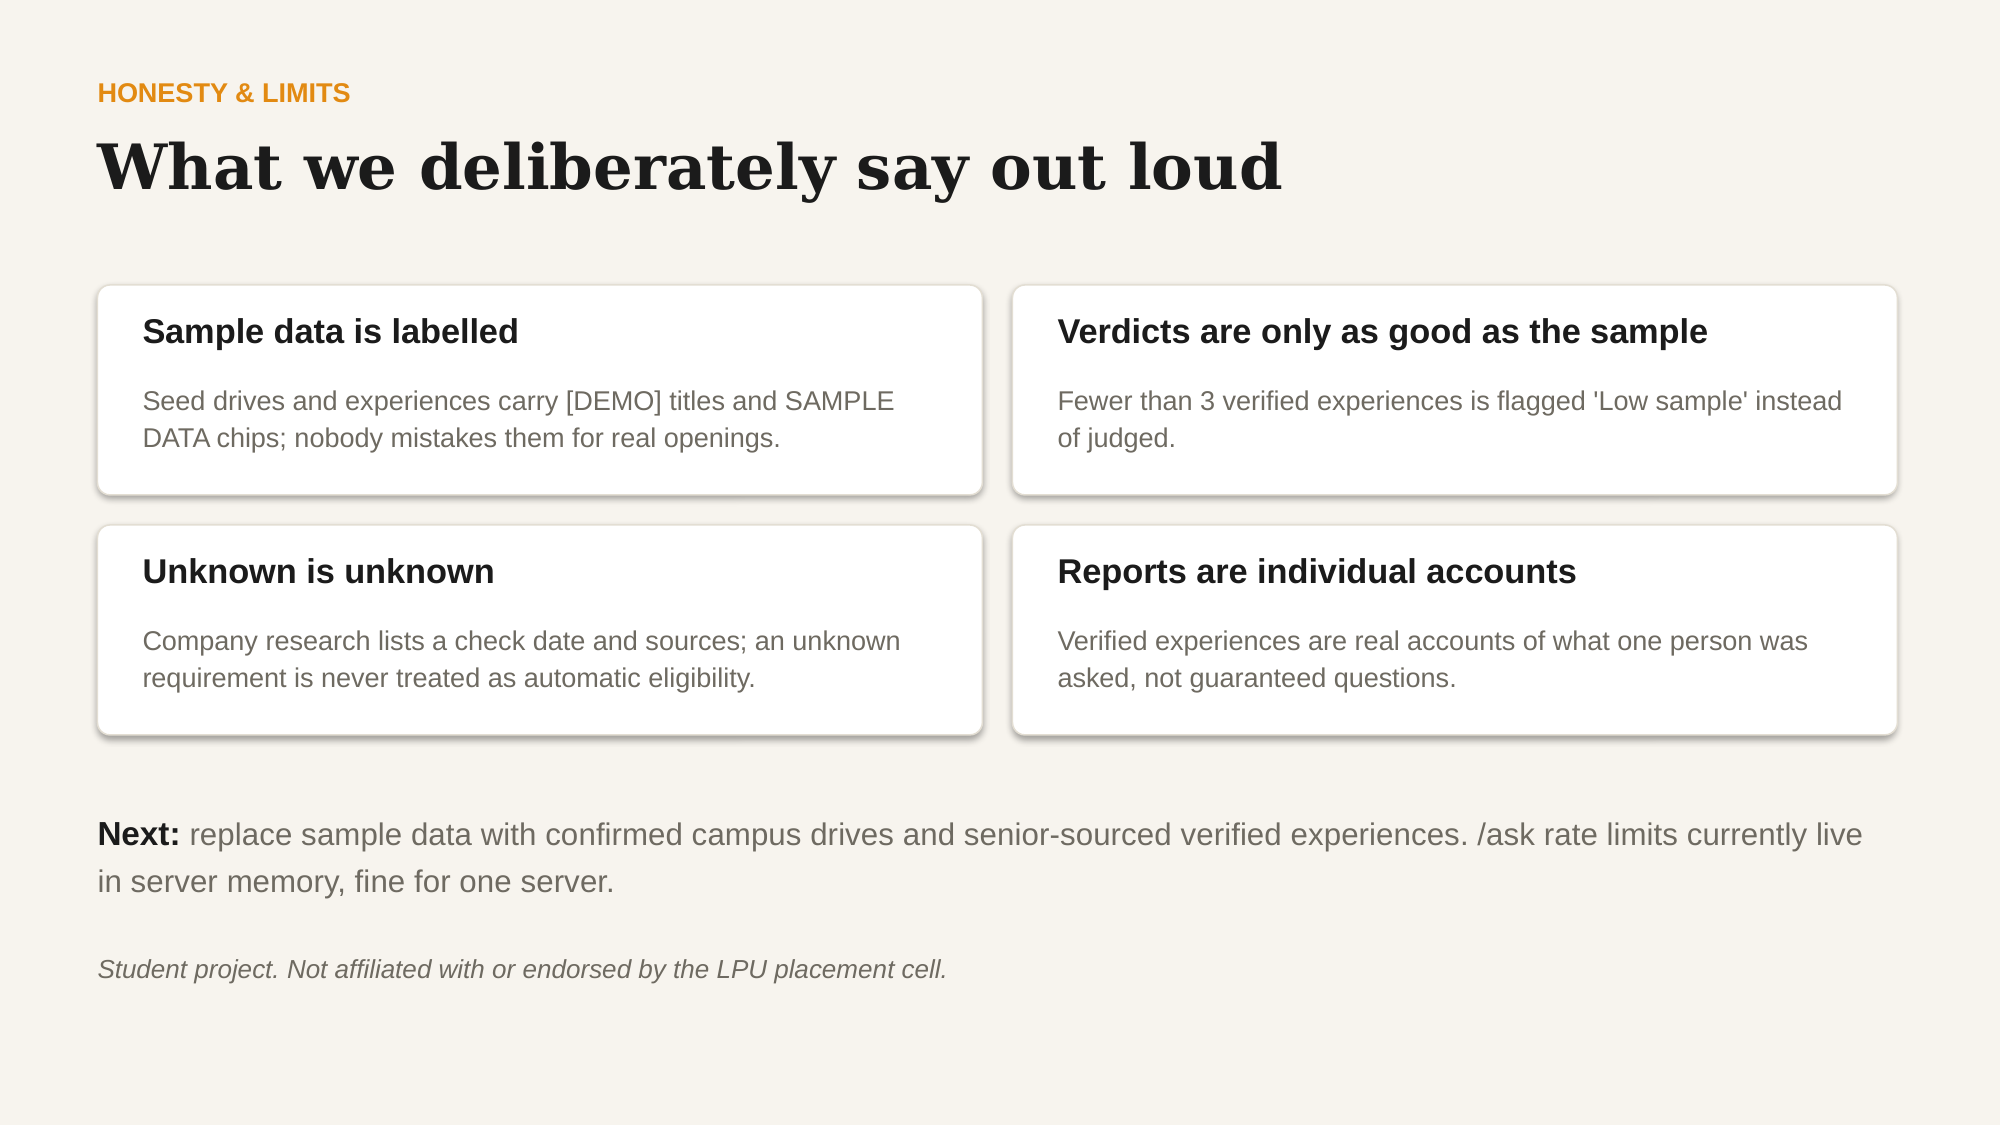 HONESTY & LIMITS
What we deliberately say out loud
Sample data is labelled
Seed drives and experiences carry [DEMO] titles and SAMPLE
DATA chips; nobody mistakes them for real openings.
Verdicts are only as good as the sample
Fewer than 3 verified experiences is flagged 'Low sample' instead
of judged.
Unknown is unknown
Company research lists a check date and sources; an unknown
requirement is never treated as automatic eligibility.
Reports are individual accounts
Verified experiences are real accounts of what one person was
asked, not guaranteed questions.
Next: replace sample data with confirmed campus drives and senior-sourced verified experiences. /ask rate limits currently live
in server memory, fine for one server.
Student project. Not affiliated with or endorsed by the LPU placement cell.